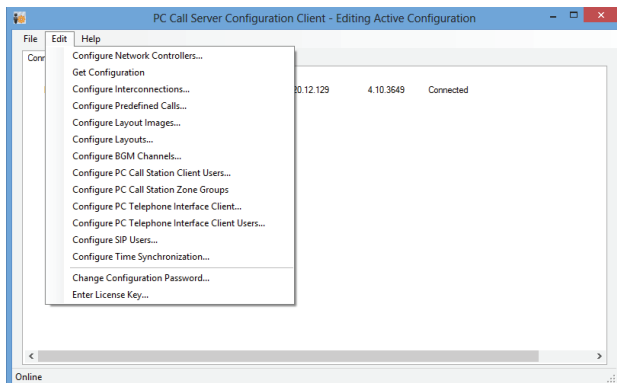 PC Call Server Configuration Client - Editing Active Configuration
File Edit Help
Configure Network Controllers...
Get Configuration
Configure Interconnections...
20.12.129 4.10.3649 Connected
Configure Predefined Calls...
Configure Layout Images...
Configure Layouts...
Configure BGM Channels...
Configure PC Call Station Client Users...
Configure PC Call Station Zone Groups
Configure PC Telephone Interface Client...
Configure PC Telephone Interface Client Users...
Configure SIP Users...
Configure Time Synchronization...
Change Configuration Password...
Enter License Key...
Online